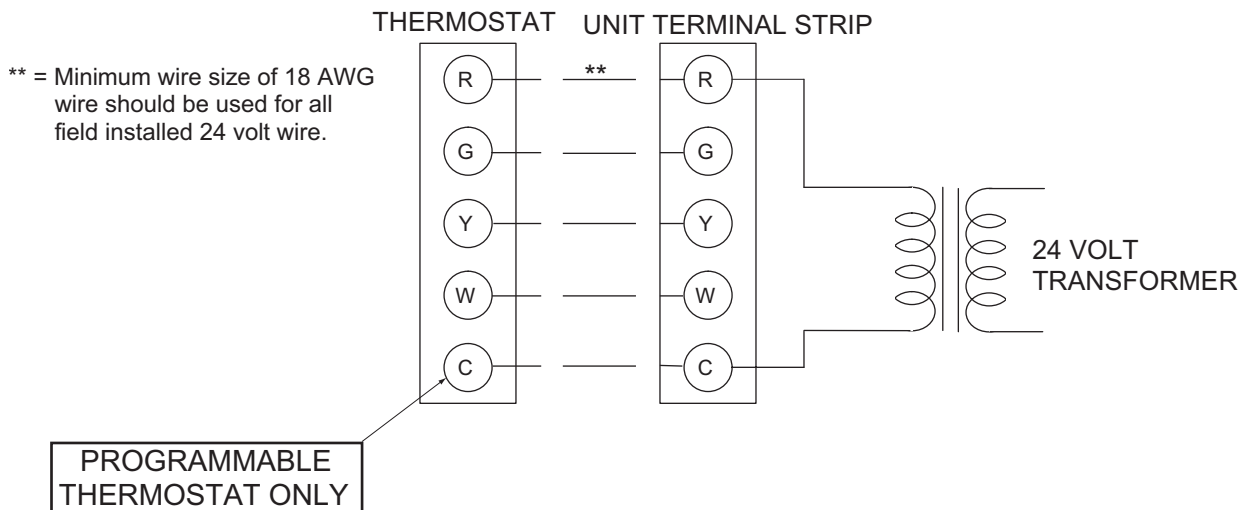 THERMOSTAT UNIT TERMINAL STRIP
** = Minimum wire size of 18 AWG
wire should be used for all
field installed 24 volt wire.
R ** R
G G
Y Y
W W
C C
24 VOLT
TRANSFORMER
PROGRAMMABLE
THERMOSTAT ONLY